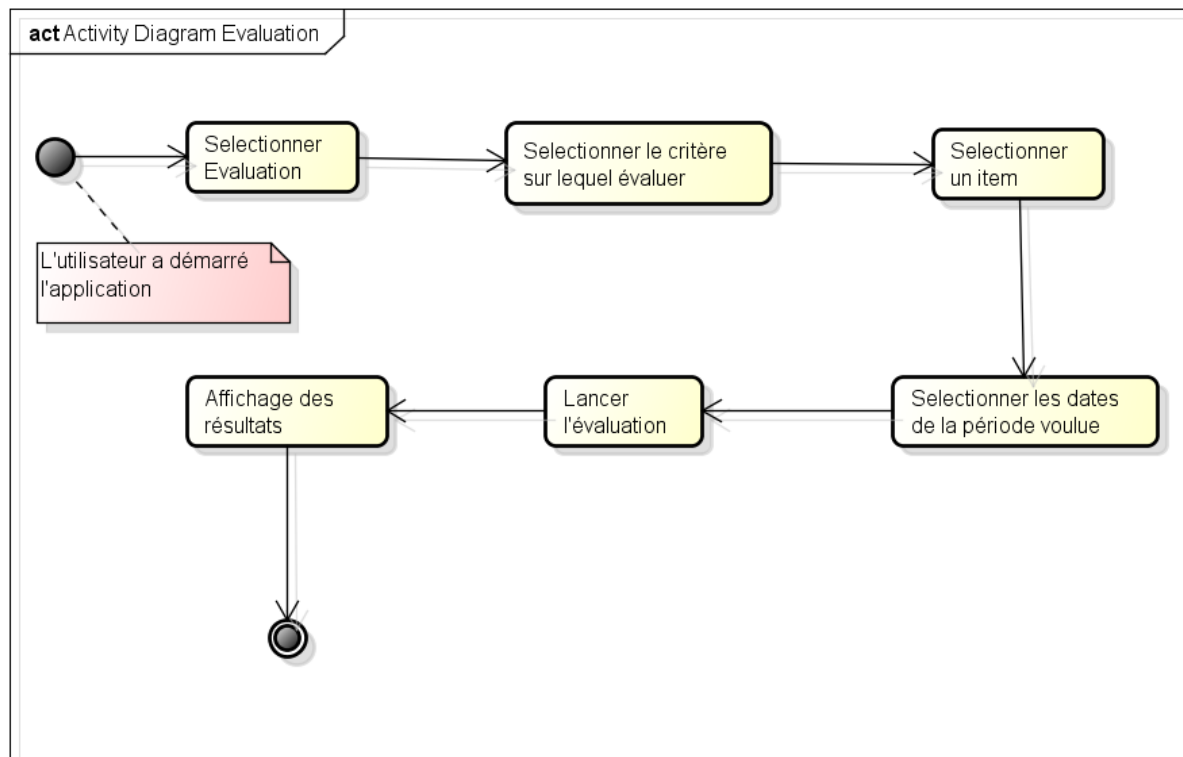 act Activity Diagram Evaluation
Selectionner
Evaluation
Selectionner le critère
sur lequel évaluer
Selectionner
un item
L'utilisateur a démarré
l'application
Selectionner les dates
de la période voulue
Lancer
l'évaluation
Affichage des
résultats